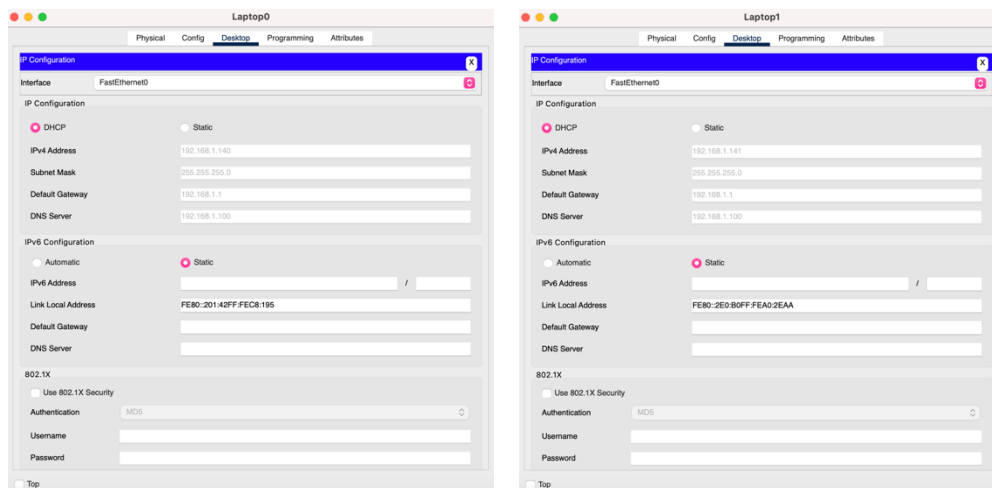 Laptop0
Physical Config Desktop Programming Attributes
IP Configuration X
Interface FastEthernet0
IP Configuration
DHCP Static
IPv4 Address 192.168.1.140
Subnet Mask 255.255.255.0
Default Gateway 192.168.1.1
DNS Server 192.168.1.100
IPv6 Configuration
Automatic Static
IPv6 Address /
Link Local Address FE80::201:42FF:FEC8:195
Default Gateway
DNS Server
802.1X
Use 802.1X Security
Authentication MD5
Username
Password
Top
Laptop1
Physical Config Desktop Programming Attributes
IP Configuration X
Interface FastEthernet0
IP Configuration
DHCP Static
IPv4 Address 192.168.1.141
Subnet Mask 255.255.255.0
Default Gateway 192.168.1.1
DNS Server 192.168.1.100
IPv6 Configuration
Automatic Static
IPv6 Address /
Link Local Address FE80::2E0:B0FF:FEA0:2EAA
Default Gateway
DNS Server
802.1X
Use 802.1X Security
Authentication MD5
Username
Password
Top